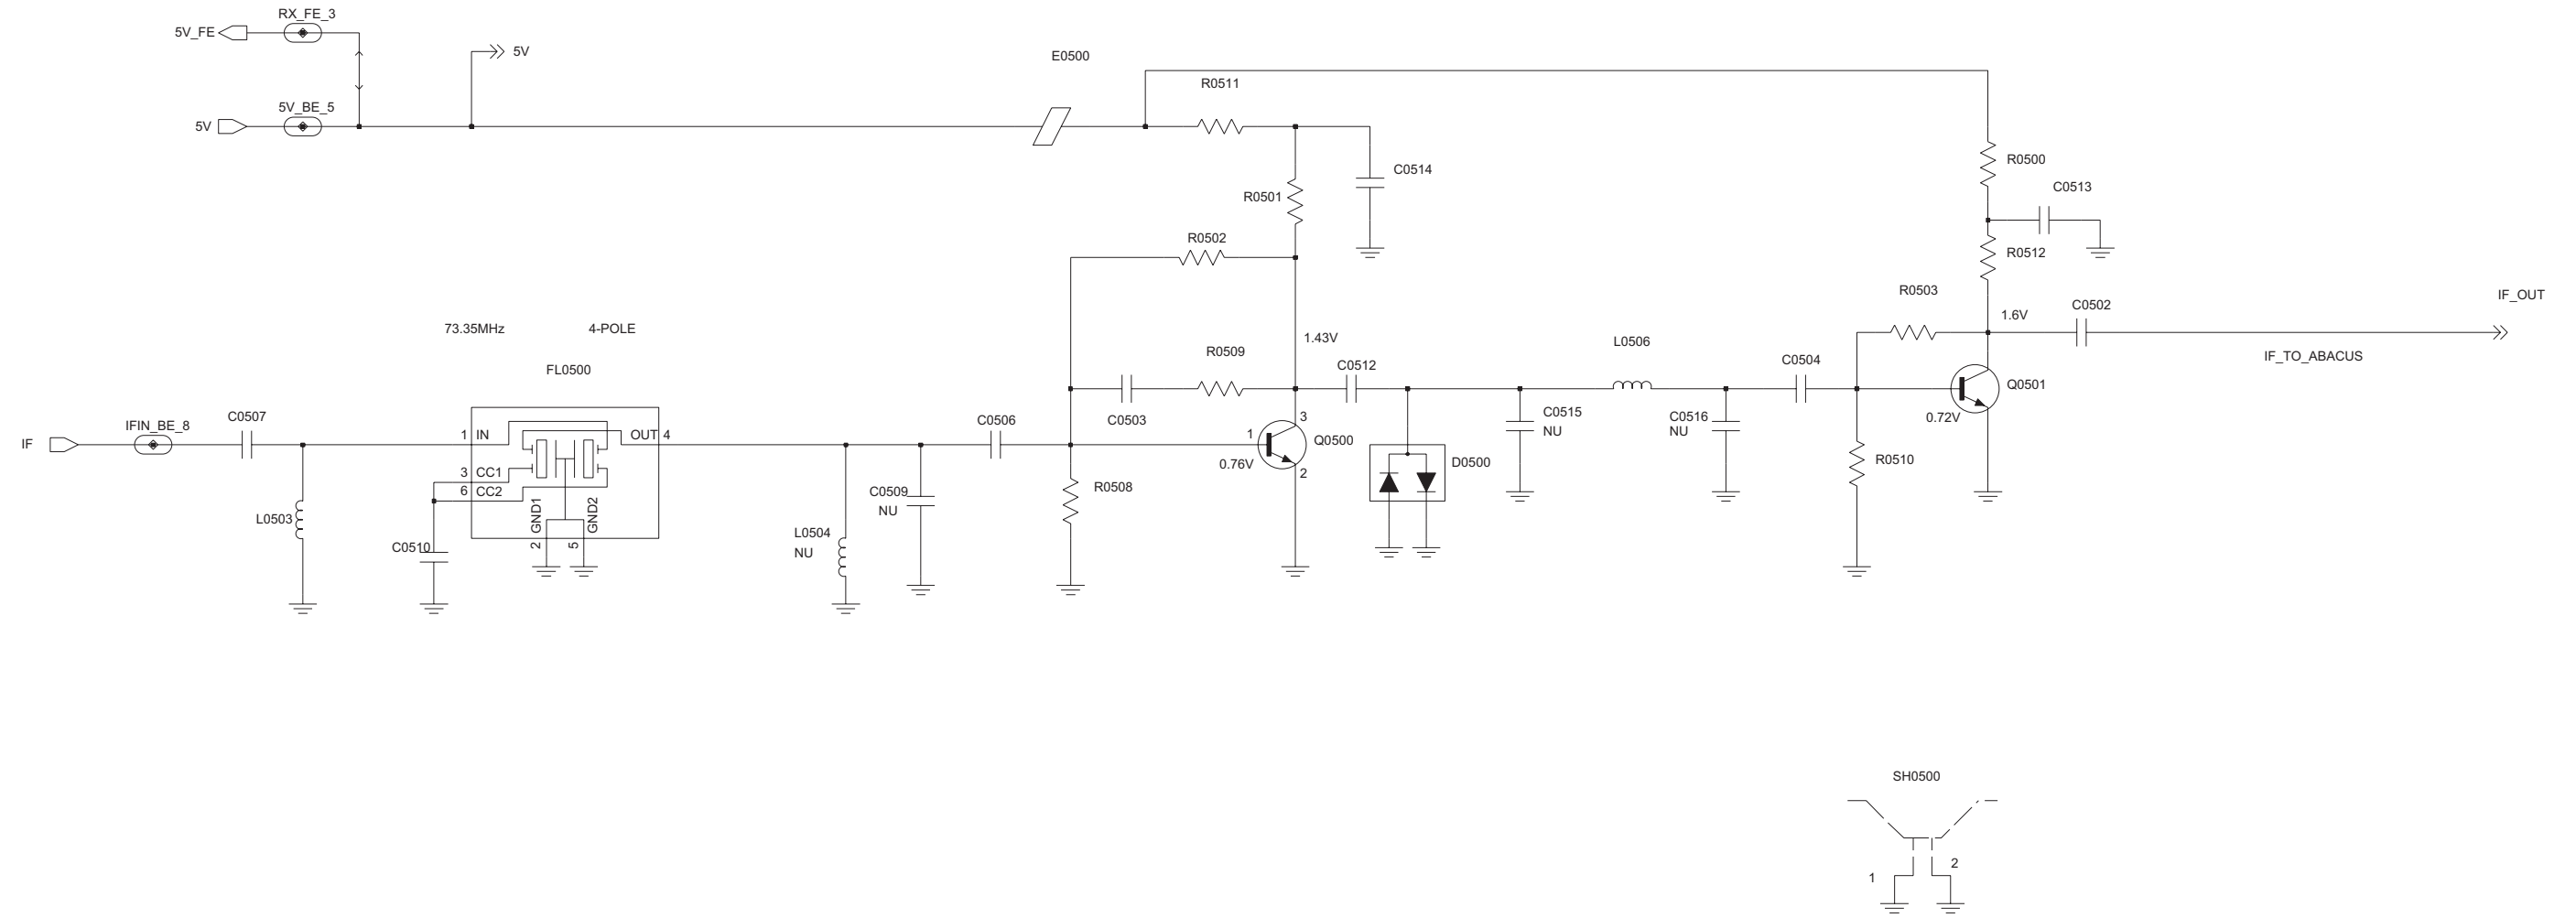 RX_FE_3
5V_FE
5V
E0500
R0511
5V_BE_5
5V
R0500
C0514
C0513
R0501
R0502
R0512
R0503
IF_OUT
C0502
1.6V
73.35MHz
4-POLE
1.43V
L0506
R0509
IF_TO_ABACUS
C0504
C0512
FL0500
Q0501
C0507
C0506
C0503
3
C0515
NU
C0516
NU
0.72V
IFIN_BE_8
1
IN
OUT
4
1
Q0500
IF
0.76V
D0500
R0510
3
CC1
2
6
CC2
R0508
C0509
NU
GND1
GND2
L0503
L0504
NU
C0510
2
5
SH0500
2
1